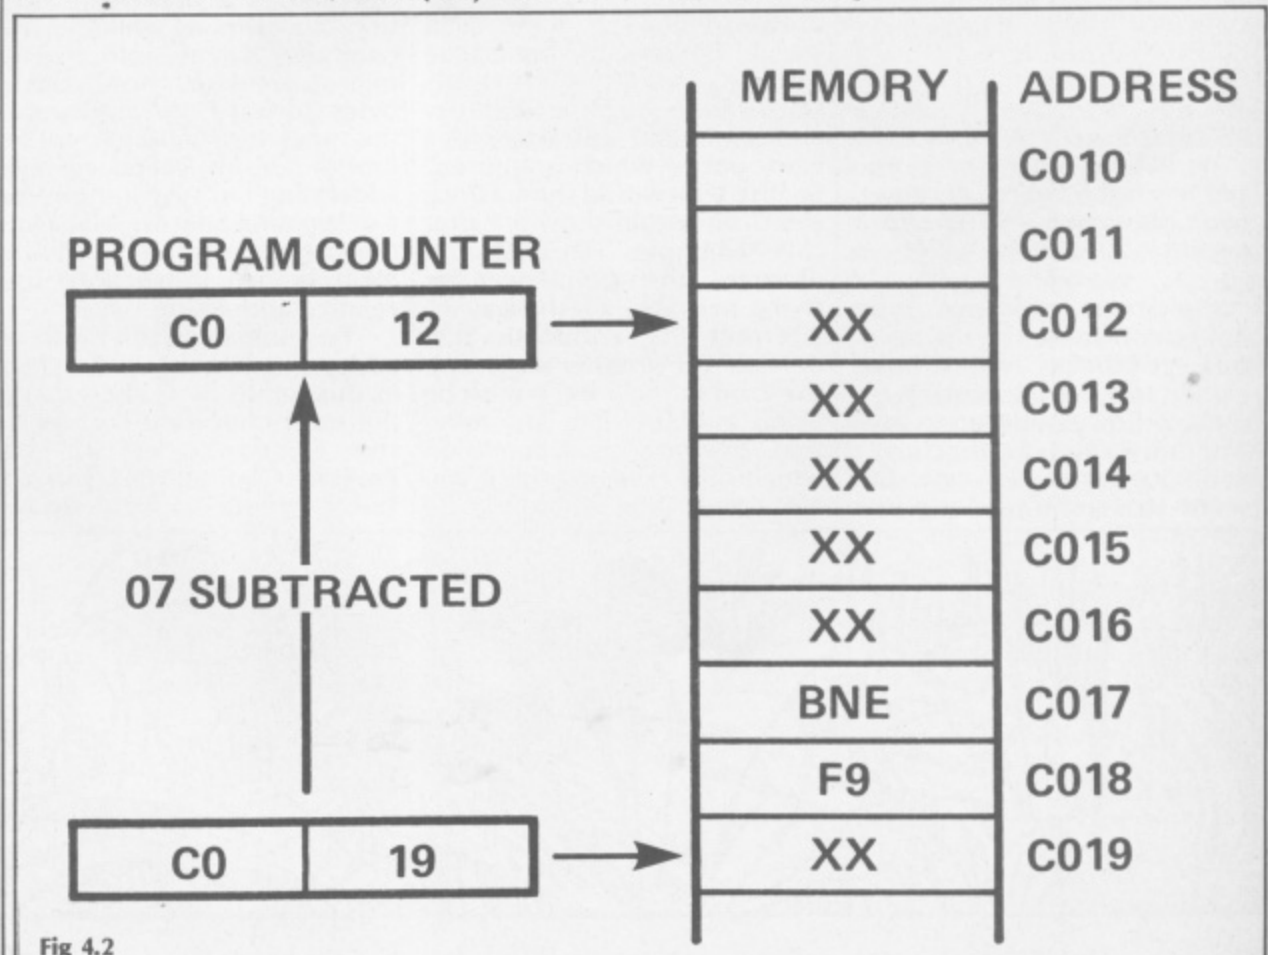 MEMORY ADDRESS
C010
C011
PROGRAM COUNTER
C0 12 XX C012
XX C013
XX C014
XX C015
07 SUBTRACTED
XX C016
BNE C017
F9 C018
C0 19 XX C019
Fig 4.2